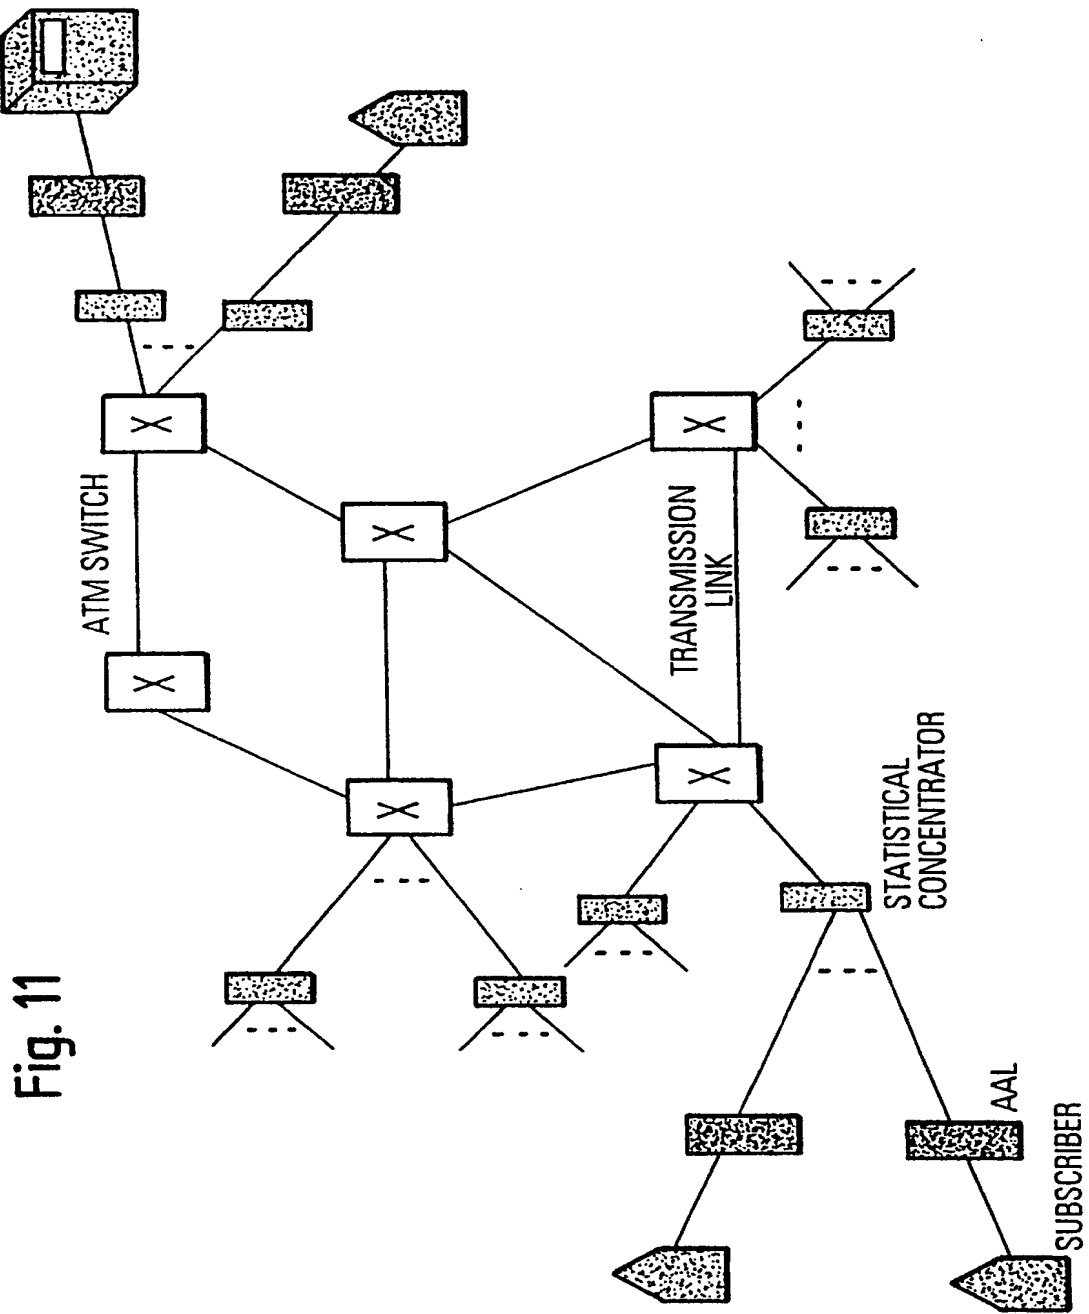 Fig. 11
SUBSCRIBER
AAL
STATISTICAL
CONCENTRATOR
TRANSMISSION
LINK
ATM SWITCH
X
X
X
X
X
X